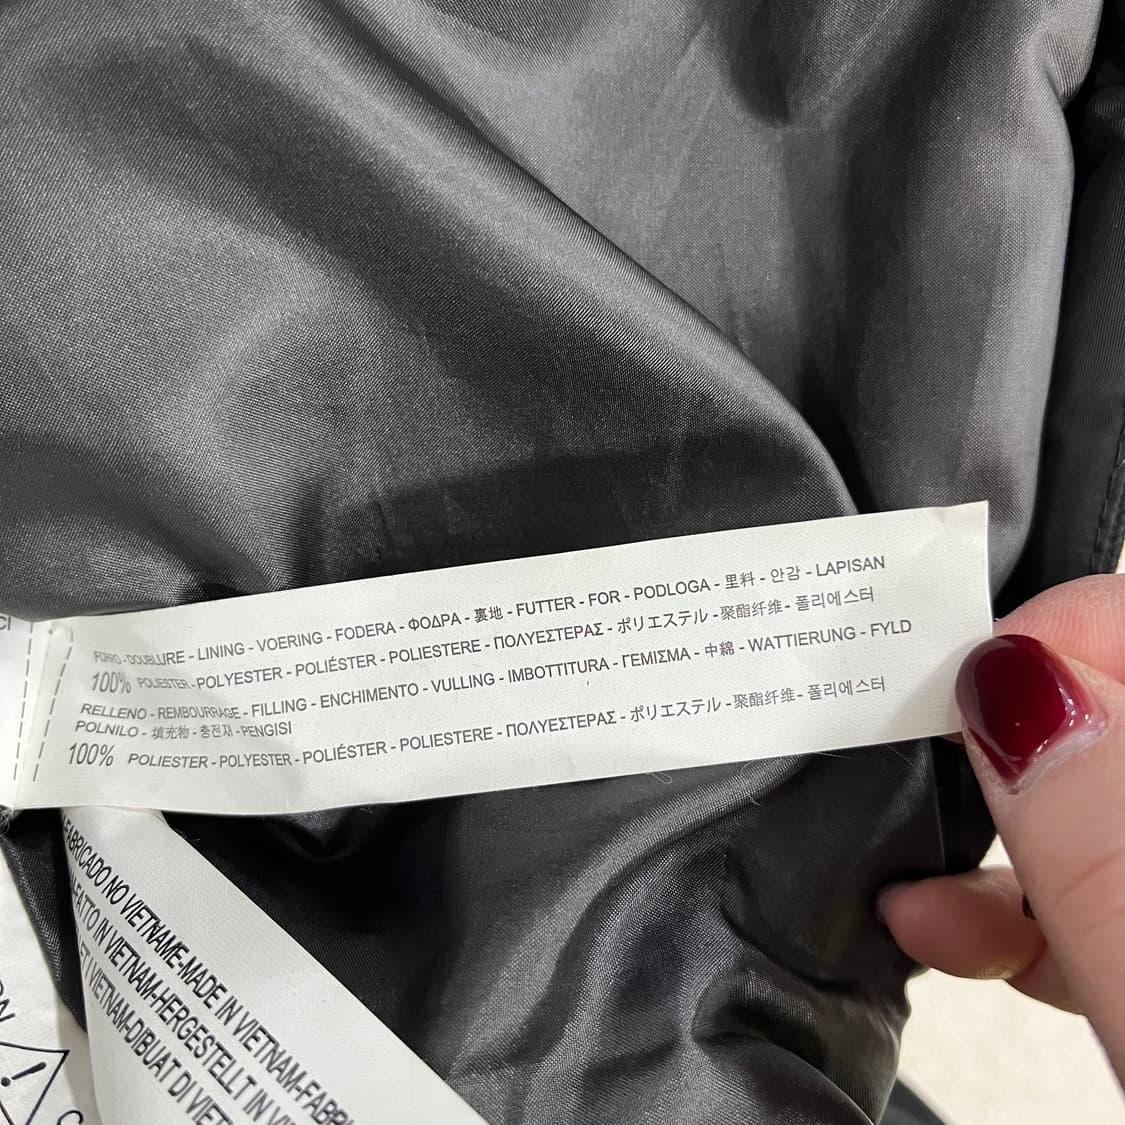 FORRO - DOUBLURE - LINING - VOERING - FODERA - ΦΟΔΡΑ - 裏地 - FUTTER - FOR - PODLOGA - 里料 - 안감 - LAPISAN
100% POLIESTER - POLYESTER - POLIÉSTER - POLIESTERE - ΠΟΛΥΕΣΤΕΡΑΣ - ポリエステル - 聚酯纤维 - 폴리에스터
RELLENO - REMBOURRAGE - FILLING - ENCHIMENTO - VULLING - IMBOTTITURA - ΓΕΜΙΣΜΑ - 中綿 - WATTIERUNG - FYLD
POLNILO - 填充物 - 충전재 - PENGISI
100% POLIESTER - POLYESTER - POLIÉSTER - POLIESTERE - ΠΟΛΥΕΣΤΕΡΑΣ - ポリエステル - 聚酯纤维 - 폴리에스터
FABRICADO NO VIETNAME-MADE IN VIETNAM-FABRI
FATTO IN VIETNAM-HERGESTELLT IN VI
VIETNAM-DIBUAT DI VIET